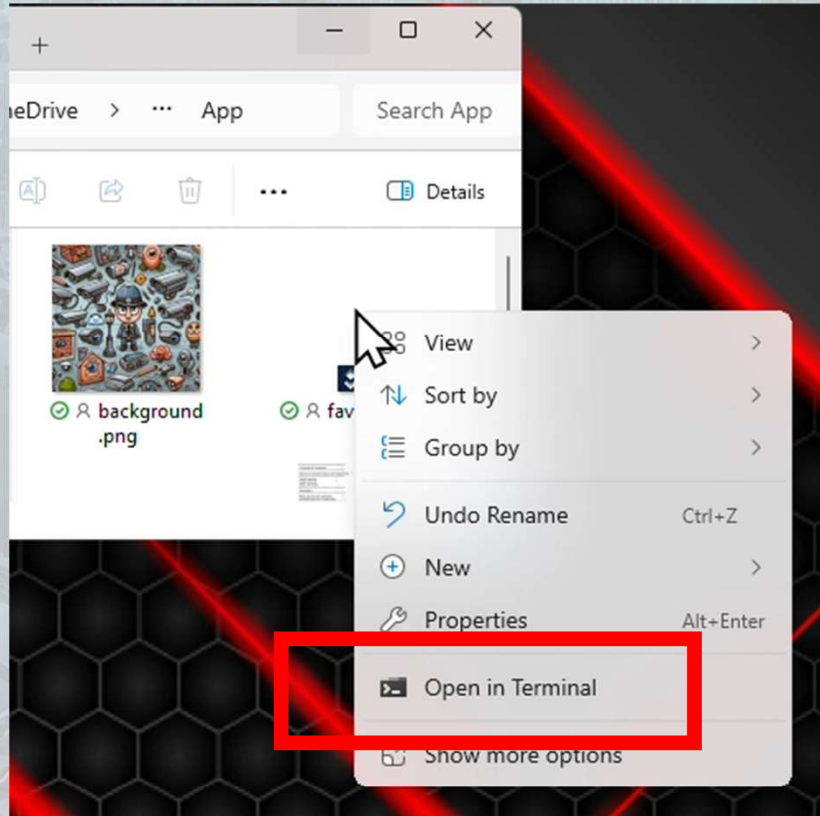 eDrive > ... App
Search App
Details
background
.png
fav
View
Sort by
Group by
Undo Rename Ctrl+Z
New
Properties Alt+Enter
Open in Terminal
Show more options